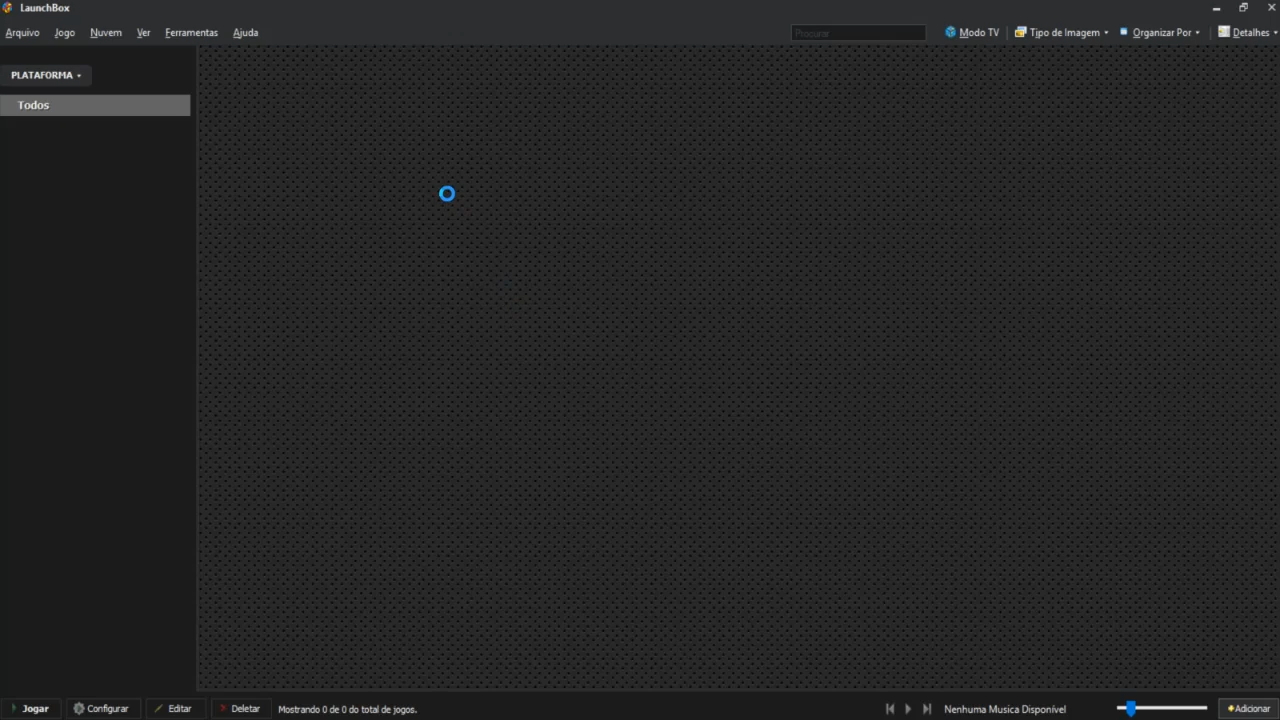 LaunchBox
Arquivo Jogo Nuvem Ver Ferramentas Ajuda
Procurar
Modo TV
Tipo de Imagem
Organizar Por
Detalhes
PLATAFORMA
Todos
Jogar Configurar Editar Deletar Mostrando 0 de 0 do total de jogos.
Nenhuma Musica Disponível
Adicionar